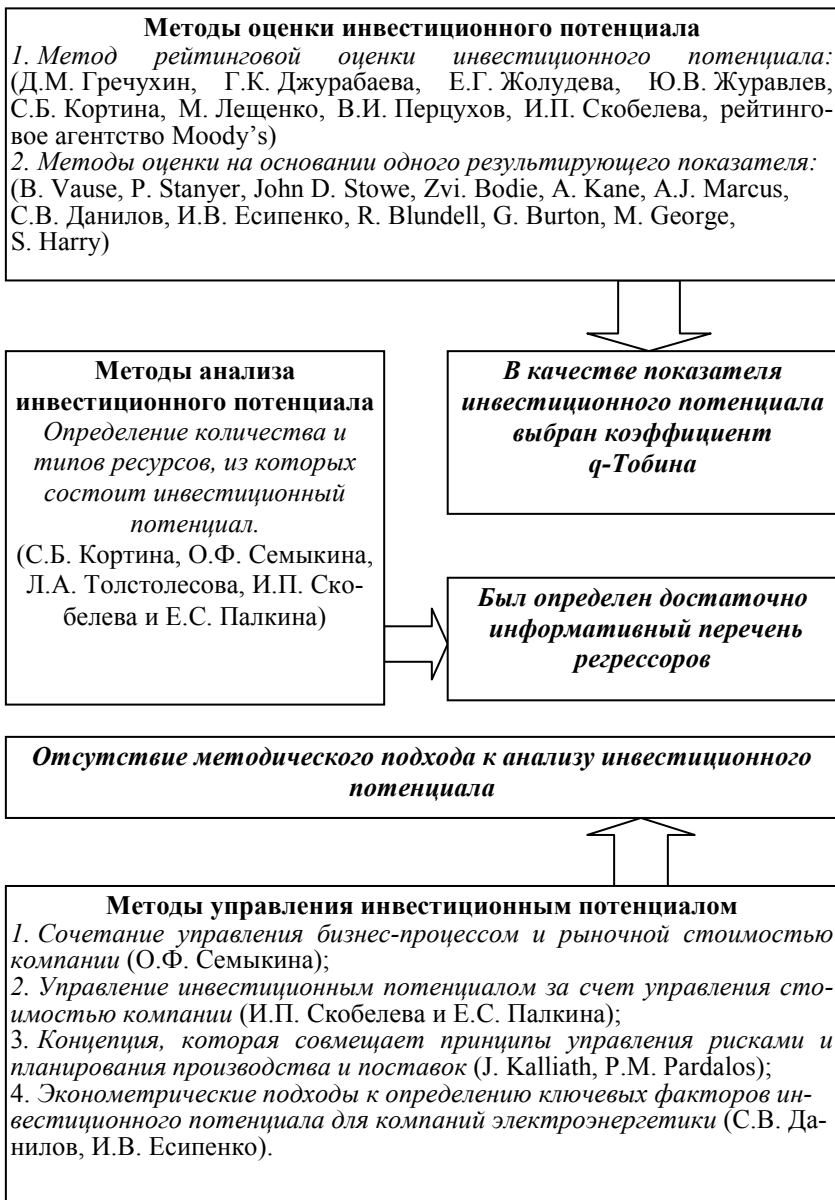 Методы оценки инвестиционного потенциала
1. Метод рейтинговой оценки инвестиционного потенциала:
(Д.М. Гречухин, Г.К. Джурабаева, Е.Г. Жолудева, Ю.В. Журавлев,
С.Б. Кортина, М. Лещенко, В.И. Перцухов, И.П. Скобелева, рейтинго-
вое агентство Moody’s)
2. Методы оценки на основании одного результирующего показателя:
(B. Vause, P. Stanyer, John D. Stowe, Zvi. Bodie, A. Kane, A.J. Marcus,
С.В. Данилов, И.В. Есипенко, R. Blundell, G. Burton, M. George,
S. Harry)
Методы анализа
инвестиционного потенциала
Определение количества и
типов ресурсов, из которых
состоит инвестиционный
потенциал.
(С.Б. Кортина, О.Ф. Семыкина,
Л.А. Толстолесова, И.П. Ско-
белева и Е.С. Палкина)
В качестве показателя
инвестиционного потенциала
выбран коэффициент
q-Тобина
Был определен достаточно
информативный перечень
регрессоров
Отсутствие методического подхода к анализу инвестиционного
потенциала
Методы управления инвестиционным потенциалом
1. Сочетание управления бизнес-процессом и рыночной стоимостью
компании (О.Ф. Семыкина);
2. Управление инвестиционным потенциалом за счет управления сто-
имостью компании (И.П. Скобелева и Е.С. Палкина);
3. Концепция, которая совмещает принципы управления рисками и
планирования производства и поставок (J. Kalliath, P.M. Pardalos);
4. Эконометрические подходы к определению ключевых факторов ин-
вестиционного потенциала для компаний электроэнергетики (С.В. Да-
нилов, И.В. Есипенко).